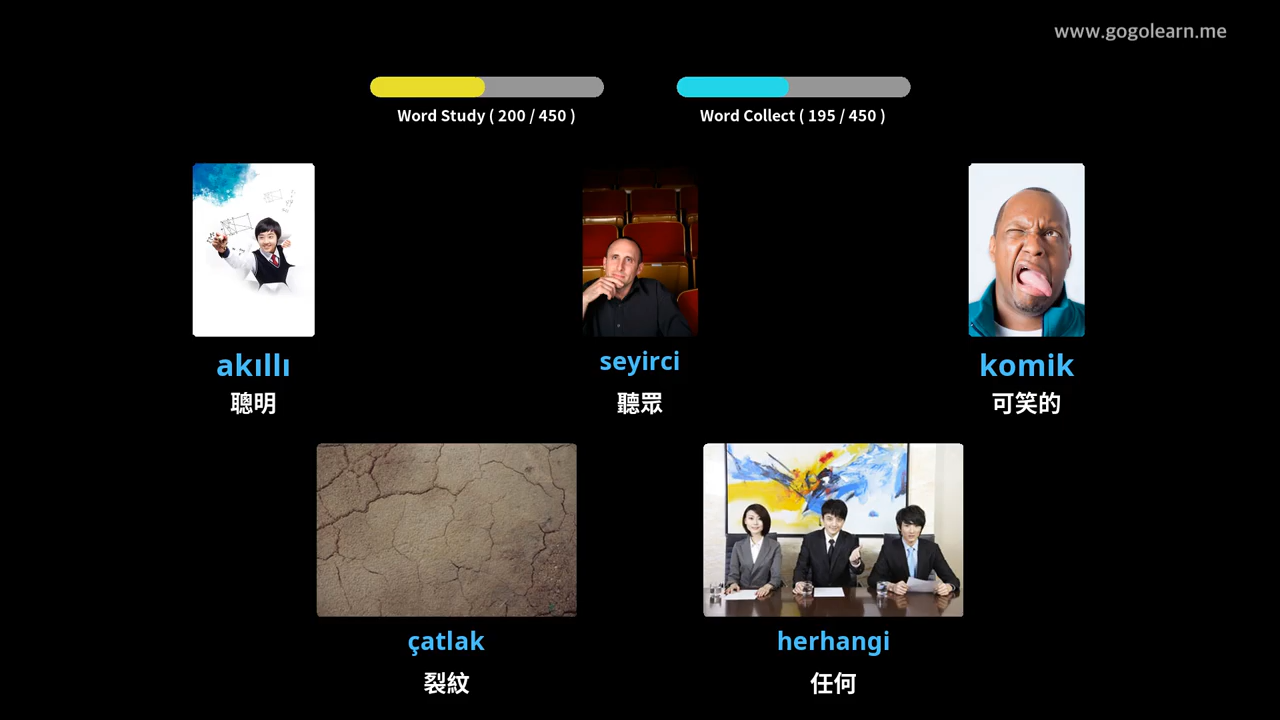 www.gogolearn.me
Word Study ( 200 / 450 )
Word Collect ( 195 / 450 )
akıllı
聰明
seyirci
聽眾
komik
可笑的
çatlak
裂紋
herhangi
任何